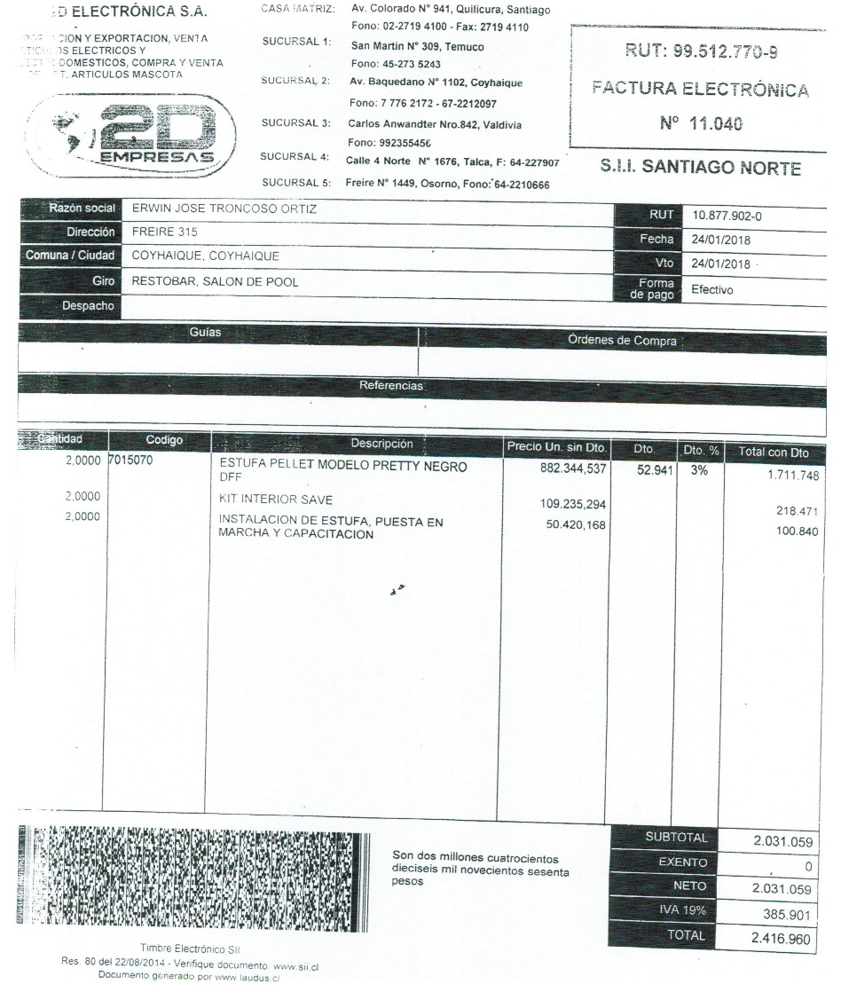 D ELECTRÓNICA S.A.
CION Y EXPORTACION, VENTA
OS ELECTRICOS Y
DOMESTICOS, COMPRA Y VENTA
T, ARTICULOS MASCOTA
2D
EMPRESAS
CASA MATRIZ: Av. Colorado N° 941, Quilicura, Santiago
Fono: 02-2719 4100 - Fax: 2719 4110
SUCURSAL 1: San Martin N° 309, Temuco
Fono: 45-273 5243
SUCURSAL 2: Av. Baquedano N° 1102, Coyhaique
Fono: 7 776 2172 - 67-2212097
SUCURSAL 3: Carlos Anwandter Nro.842, Valdivia
Fono: 992355456
SUCURSAL 4: Calle 4 Norte N° 1676, Talca, F: 64-227907
SUCURSAL 5: Freire N° 1449, Osorno, Fono: 64-2210666
RUT: 99.512.770-9
FACTURA ELECTRÓNICA
N° 11.040
S.I.I. SANTIAGO NORTE
Razón social ERWIN JOSE TRONCOSO ORTIZ RUT 10.877.902-0
Dirección FREIRE 315 Fecha 24/01/2018
Comuna / Ciudad COYHAIQUE, COYHAIQUE Vto 24/01/2018
Giro RESTOBAR, SALON DE POOL Forma de pago Efectivo
Despacho
Guías Órdenes de Compra
Referencias
Cantidad Codigo Descripción Precio Un. sin Dto. Dto. Dto. % Total con Dto
2,0000 7015070 ESTUFA PELLET MODELO PRETTY NEGRO 882.344,537 52.941 3% 1.711.748
DFF
2,0000 KIT INTERIOR SAVE 109.235,294 218.471
2,0000 INSTALACION DE ESTUFA, PUESTA EN 50.420,168 100.840
MARCHA Y CAPACITACION
Son dos millones cuatrocientos
dieciseis mil novecientos sesenta
pesos
SUBTOTAL 2.031.059
EXENTO 0
NETO 2.031.059
IVA 19% 385.901
TOTAL 2.416.960
Timbre Electrónico SII
Res. 80 del 22/08/2014 - Verifique documento: www.sii.cl
Documento generado por www.laudus.cl